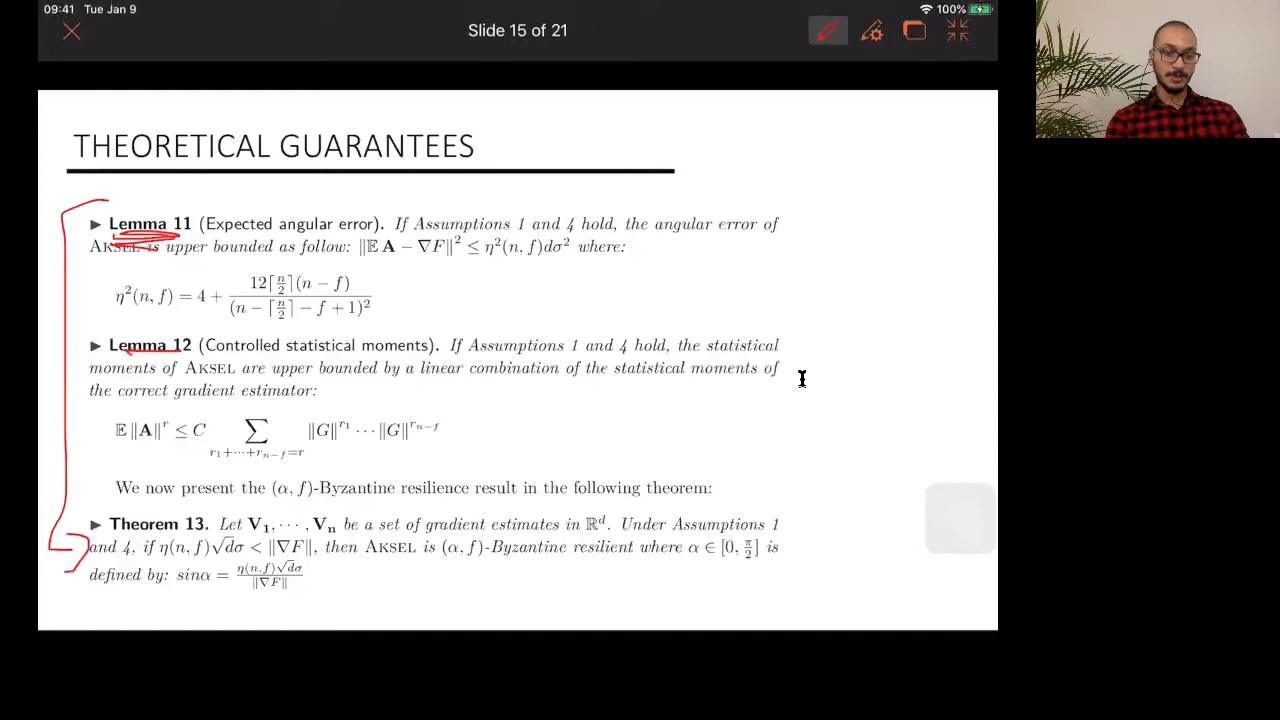 09:41 Tue Jan 9
100%
Slide 15 of 21
THEORETICAL GUARANTEES
▶ Lemma 11 (Expected angular error). If Assumptions 1 and 4 hold, the angular error of
AKSEL is upper bounded as follow: ‖𝔼 A − ∇F‖² ≤ η²(n, f)dσ² where:
η²(n, f) = 4 + 12⌈n/2⌉(n − f) / (n − ⌈n/2⌉ − f + 1)²
▶ Lemma 12 (Controlled statistical moments). If Assumptions 1 and 4 hold, the statistical
moments of AKSEL are upper bounded by a linear combination of the statistical moments of
the correct gradient estimator:
𝔼 ‖A‖^r ≤ C ∑_{r₁+···+r_{n−f}=r} ‖G‖^{r₁} ··· ‖G‖^{r_{n−f}}
We now present the (α, f)-Byzantine resilience result in the following theorem:
▶ Theorem 13. Let V₁, ··· , Vₙ be a set of gradient estimates in ℝ^d. Under Assumptions 1
and 4, if η(n, f)√dσ < ‖∇F‖, then AKSEL is (α, f)-Byzantine resilient where α ∈ [0, π/2] is
defined by: sinα = η(n,f)√dσ / ‖∇F‖